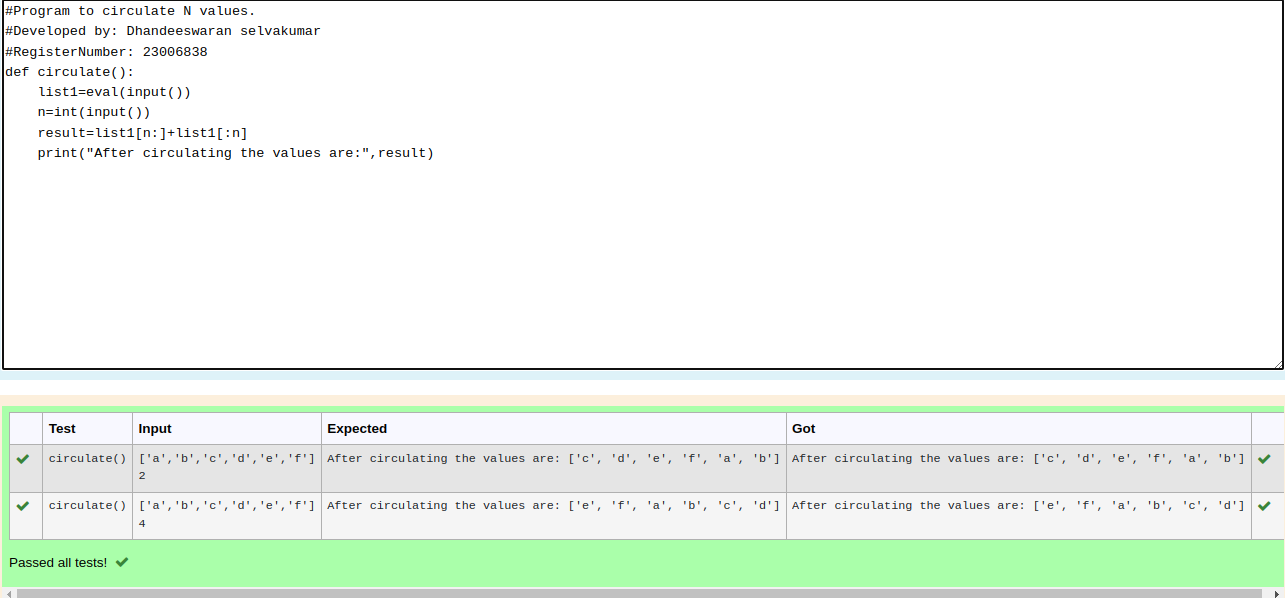 #Program to circulate N values.
#Developed by: Dhandeeswaran selvakumar
#RegisterNumber: 23006838
def circulate():
    list1=eval(input())
    n=int(input())
    result=list1[n:]+list1[:n]
    print("After circulating the values are:",result)
Test Input Expected Got
circulate() ['a','b','c','d','e','f'] After circulating the values are: ['c', 'd', 'e', 'f', 'a', 'b'] After circulating the values are: ['c', 'd', 'e', 'f', 'a', 'b']
2
circulate() ['a','b','c','d','e','f'] After circulating the values are: ['e', 'f', 'a', 'b', 'c', 'd'] After circulating the values are: ['e', 'f', 'a', 'b', 'c', 'd']
4
Passed all tests!